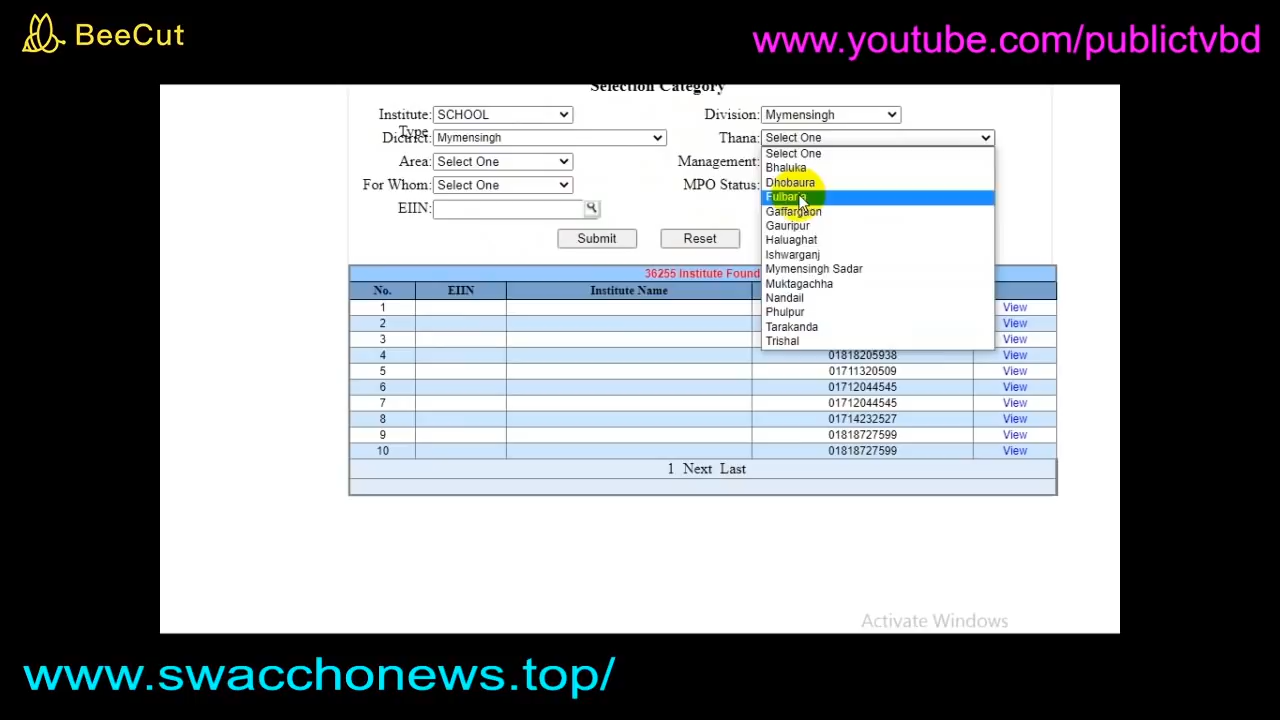 BeeCut
www.youtube.com/publictvbd
Selection Category
Institute Type: SCHOOL
Division: Mymensingh
District: Mymensingh
Thana: Select One
Select One
Bhaluka
Dhobaura
Fulbaria
Gaffargaon
Gauripur
Haluaghat
Ishwarganj
Mymensingh Sadar
Muktagachha
Nandail
Phulpur
Tarakanda
Trishal
Area: Select One
Management:
For Whom: Select One
MPO Status:
EIIN:
Submit Reset
36255 Institute Found
No. EIIN Institute Name
1 View
2 View
3 View
4 01818205938 View
5 01711320509 View
6 01712044545 View
7 01712044545 View
8 01714232527 View
9 01818727599 View
10 01818727599 View
1 Next Last
Activate Windows
www.swacchonews.top/